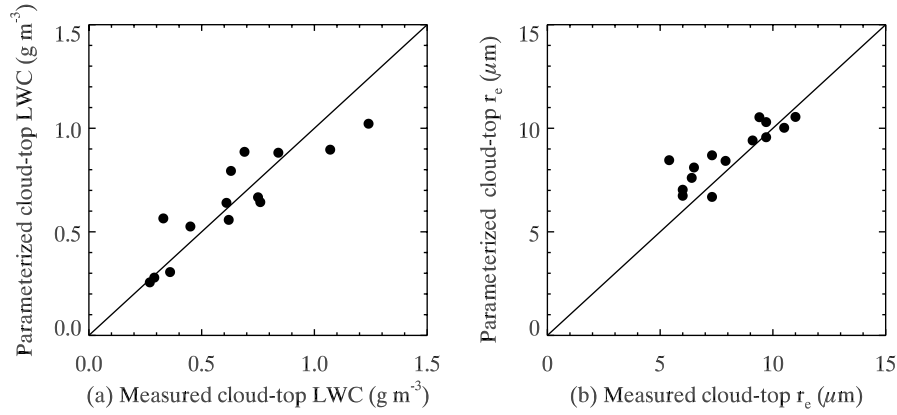 Parameterized cloud-top LWC (g m-3)
1.5
1.0
0.5
0.0
0.0 0.5 1.0 1.5
(a) Measured cloud-top LWC (g m-3)
Parameterized cloud-top re (μm)
15
10
5
0
0 5 10 15
(b) Measured cloud-top re (μm)